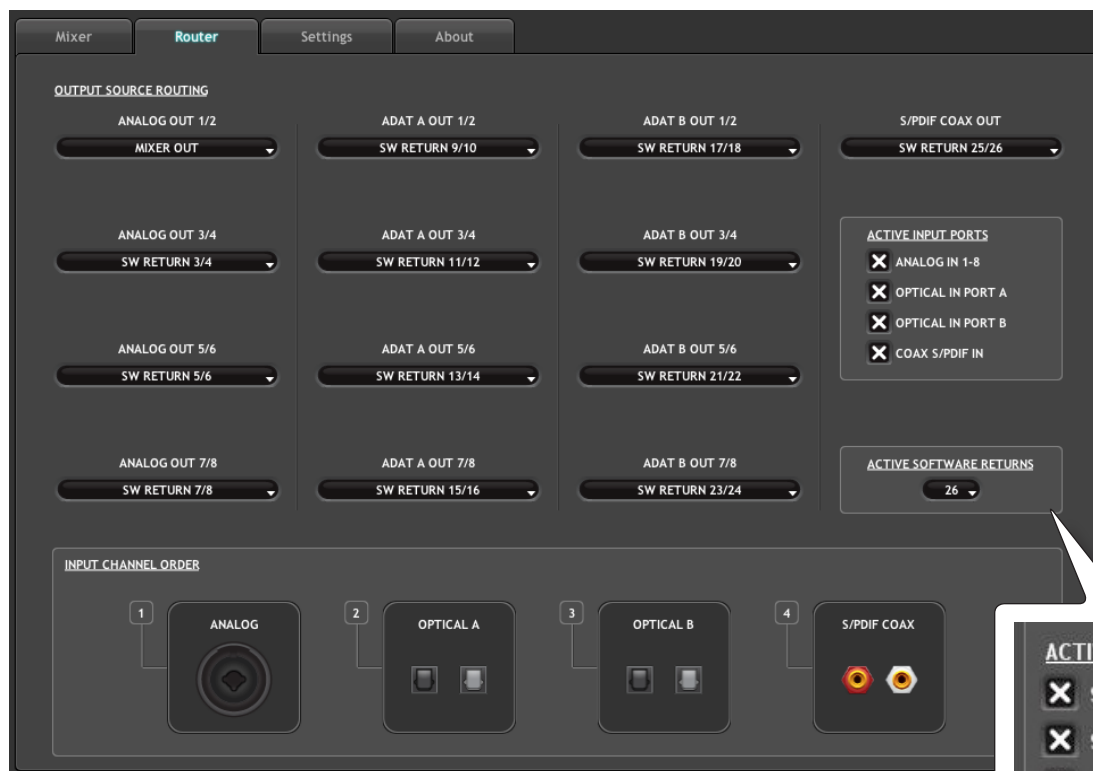 Mixer Router Settings About
OUTPUT SOURCE ROUTING
ANALOG OUT 1/2 ADAT A OUT 1/2 ADAT B OUT 1/2 S/PDIF COAX OUT
MIXER OUT SW RETURN 9/10 SW RETURN 17/18 SW RETURN 25/26
ANALOG OUT 3/4 ADAT A OUT 3/4 ADAT B OUT 3/4
SW RETURN 3/4 SW RETURN 11/12 SW RETURN 19/20
ANALOG OUT 5/6 ADAT A OUT 5/6 ADAT B OUT 5/6
SW RETURN 5/6 SW RETURN 13/14 SW RETURN 21/22
ANALOG OUT 7/8 ADAT A OUT 7/8 ADAT B OUT 7/8
SW RETURN 7/8 SW RETURN 15/16 SW RETURN 23/24
ACTIVE INPUT PORTS
ANALOG IN 1-8
OPTICAL IN PORT A
OPTICAL IN PORT B
COAX S/PDIF IN
ACTIVE SOFTWARE RETURNS
26
INPUT CHANNEL ORDER
1 ANALOG 2 OPTICAL A 3 OPTICAL B 4 S/PDIF COAX